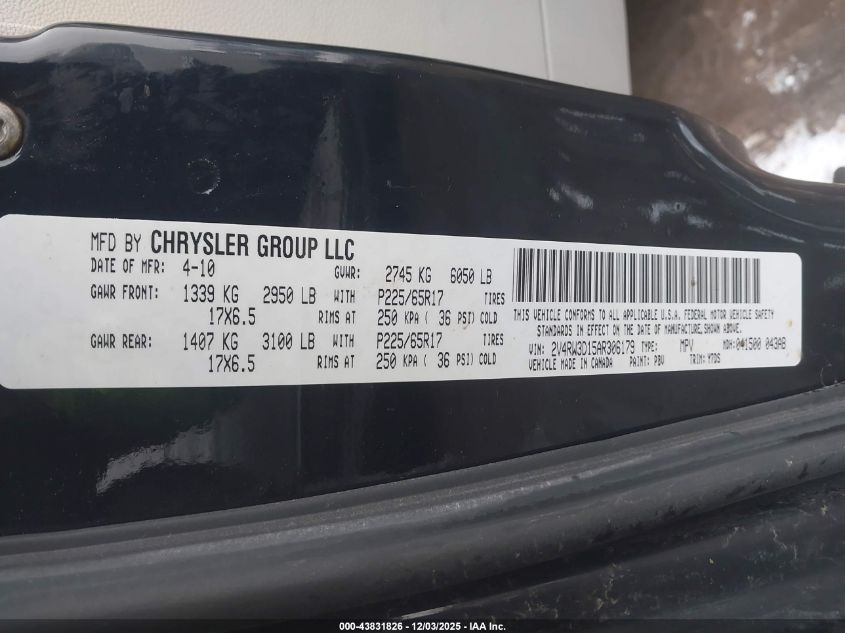 MFD BY CHRYSLER GROUP LLC
DATE OF MFR: 4-10 GVWR: 2745 KG 6050 LB
GAWR FRONT: 1339 KG 2950 LB WITH P225/65R17 TIRES
17X6.5 RIMS AT 250 KPA ( 36 PSI) COLD
GAWR REAR: 1407 KG 3100 LB WITH P225/65R17 TIRES
17X6.5 RIMS AT 250 KPA ( 36 PSI) COLD
THIS VEHICLE CONFORMS TO ALL APPLICABLE U.S.A. FEDERAL MOTOR VEHICLE SAFETY
STANDARDS IN EFFECT ON THE DATE OF MANUFACTURE SHOWN ABOVE.
VIN: 2V4RW3D15AR306179 TYPE: MPV MDH: 043AB
VEHICLE MADE IN CANADA PAINT: PBV TRIM: YTDS
000-43831826 - 12/03/2025 - IAA Inc.